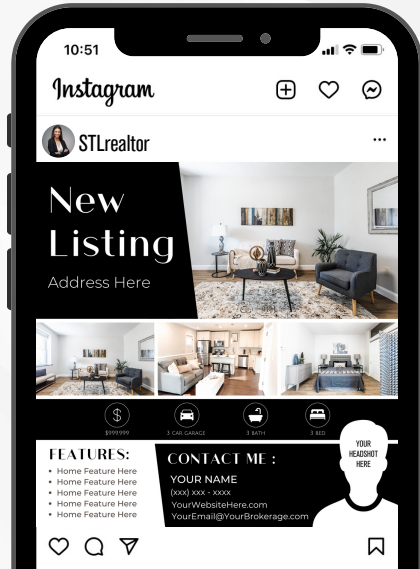 10:51
Instagram
STLrealtor
New
Listing
Address Here
$999999
3 CAR GARAGE
3 BATH
3 BED
FEATURES:
• Home Feature Here
• Home Feature Here
• Home Feature Here
• Home Feature Here
• Home Feature Here
CONTACT ME :
YOUR NAME
(xxx) xxx - xxxx
YourWebsiteHere.com
YourEmail@YourBrokerage.com
YOUR
HEADSHOT
HERE